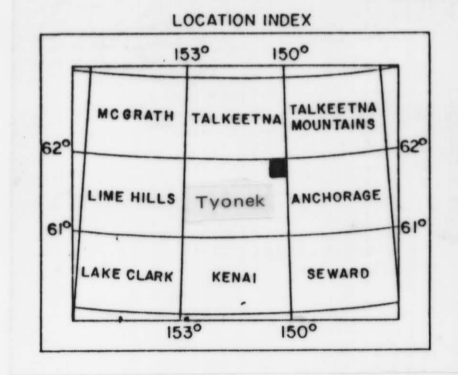 LOCATION INDEX
153° 150°
MCGRATH TALKEETNA TALKEETNA MOUNTAINS
62° 62°
LIME HILLS Tyonek ANCHORAGE
61° 61°
LAKE CLARK KENAI SEWARD
153° 150°